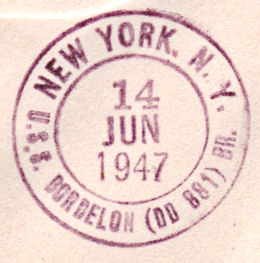 NEW YORK. N. Y.
14
JUN
1947
U.S.S. BORDELON (DD 881) BR.